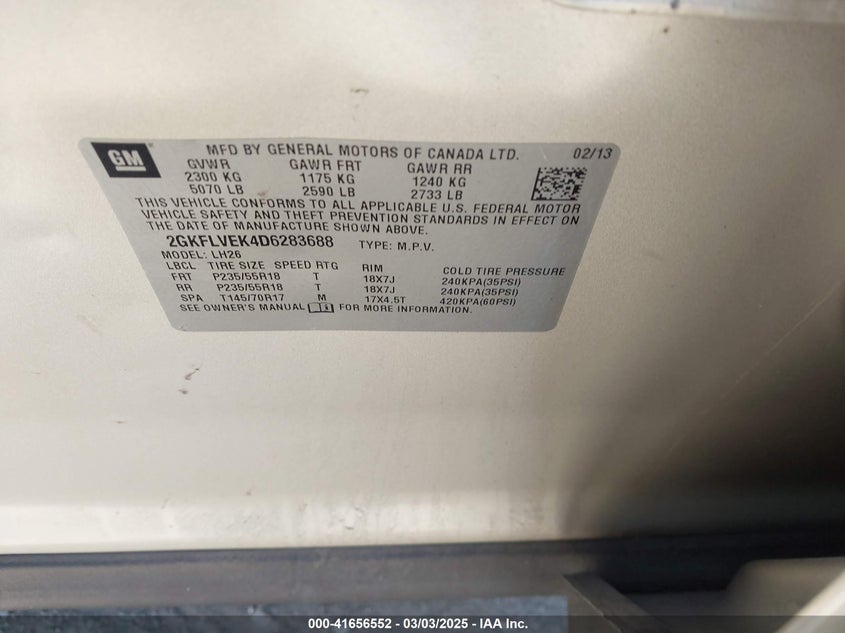 GM
MFD BY GENERAL MOTORS OF CANADA LTD. 02/13
GVWR GAWR FRT GAWR RR
2300 KG 1175 KG 1240 KG
5070 LB 2590 LB 2733 LB
THIS VEHICLE CONFORMS TO ALL APPLICABLE U.S. FEDERAL MOTOR
VEHICLE SAFETY AND THEFT PREVENTION STANDARDS IN EFFECT ON
THE DATE OF MANUFACTURE SHOWN ABOVE.
2GKFLVEK4D6283688 TYPE: M.P.V.
MODEL: LH26
LBCL TIRE SIZE SPEED RTG RIM COLD TIRE PRESSURE
FRT P235/55R18 T 18X7J 240KPA(35PSI)
RR P235/55R18 T 18X7J 240KPA(35PSI)
SPA T145/70R17 M 17X4.5T 420KPA(60PSI)
SEE OWNER'S MANUAL FOR MORE INFORMATION.
000-41656552 - 03/03/2025 - IAA Inc.